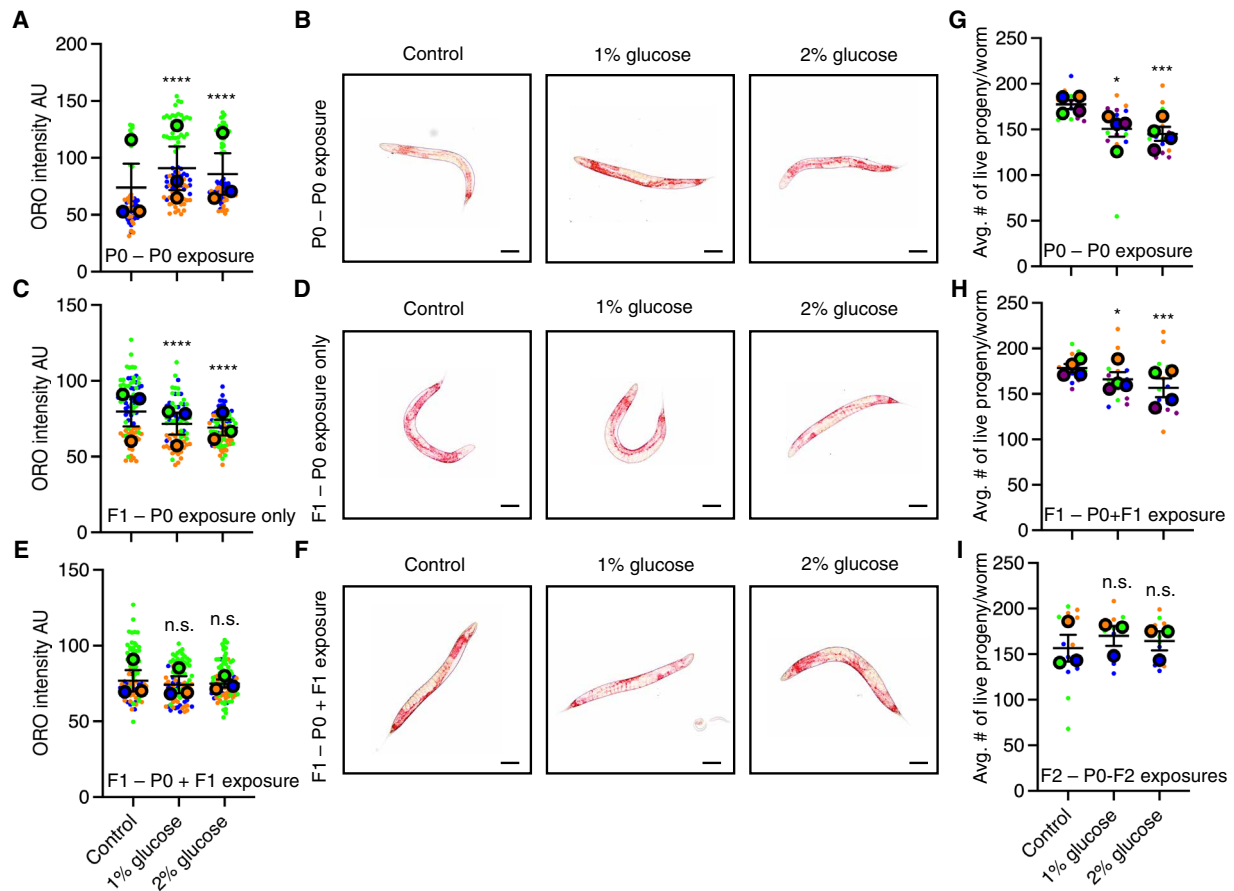 A
ORO intensity AU
200
150
100
50
0
****
****
P0 – P0 exposure
B
Control
1% glucose
2% glucose
P0 – P0 exposure
G
Avg. # of live progeny/worm
250
200
150
100
50
0
*
***
P0 – P0 exposure
C
ORO intensity AU
150
100
50
0
****
****
F1 – P0 exposure only
D
Control
1% glucose
2% glucose
F1 – P0 exposure only
H
Avg. # of live progeny/worm
250
200
150
100
50
0
*
***
F1 – P0+F1 exposure
E
ORO intensity AU
150
100
50
0
n.s.
n.s.
F1 – P0 + F1 exposure
Control
1% glucose
2% glucose
F
Control
1% glucose
2% glucose
F1 – P0 + F1 exposure
I
Avg. # of live progeny/worm
250
200
150
100
50
0
n.s.
n.s.
F2 – P0-F2 exposures
Control
1% glucose
2% glucose